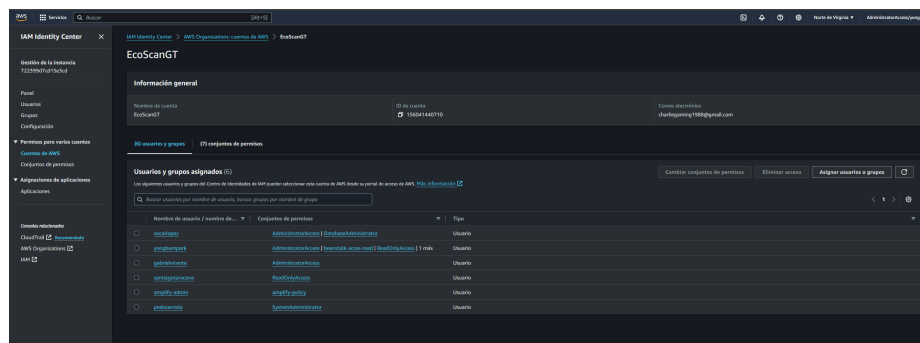 aws
Servicios
Buscar
[Alt+S]
Norte de Virginia
IAM Identity Center
IAM Identity Center > AWS Organizations: cuentas de AWS > EcoScanGT
EcoScanGT
Gestión de la instancia
Panel
Usuarios
Grupos
Configuración
Permisos para varias cuentas
Cuentas de AWS
Conjuntos de permisos
Asignaciones de aplicaciones
Aplicaciones
Consolas relacionadas
CloudTrail Recomendado
AWS Organizations
IAM
Información general
Nombre de cuenta
EcoScanGT
ID de cuenta
156041440710
Correo electrónico
charliegaming1988@gmail.com
(6) usuarios y grupos
(7) conjuntos de permisos
Usuarios y grupos asignados (6)
Los siguientes usuarios y grupos del Centro de identidades de IAM pueden seleccionar esta cuenta de AWS desde su portal de acceso de AWS. Más información
Cambiar conjuntos de permisos
Eliminar acceso
Asignar usuarios o grupos
Buscar usuarios por nombre de usuario, buscar grupos por nombre de grupo
1
Nombre de usuario / nombre de... Conjuntos de permisos Tipo
oscarlopez AdministratorAccess | DatabaseAdministrator Usuario
yongbumpark AdministratorAccess | beanstalk-acces-read | ReadOnlyAccess | 1 más Usuario
gabrielvicente AdministratorAccess Usuario
santiagotaracena ReadOnlyAccess Usuario
amplify-admin amplify-policy Usuario
pedroarriola SystemAdministrator Usuario